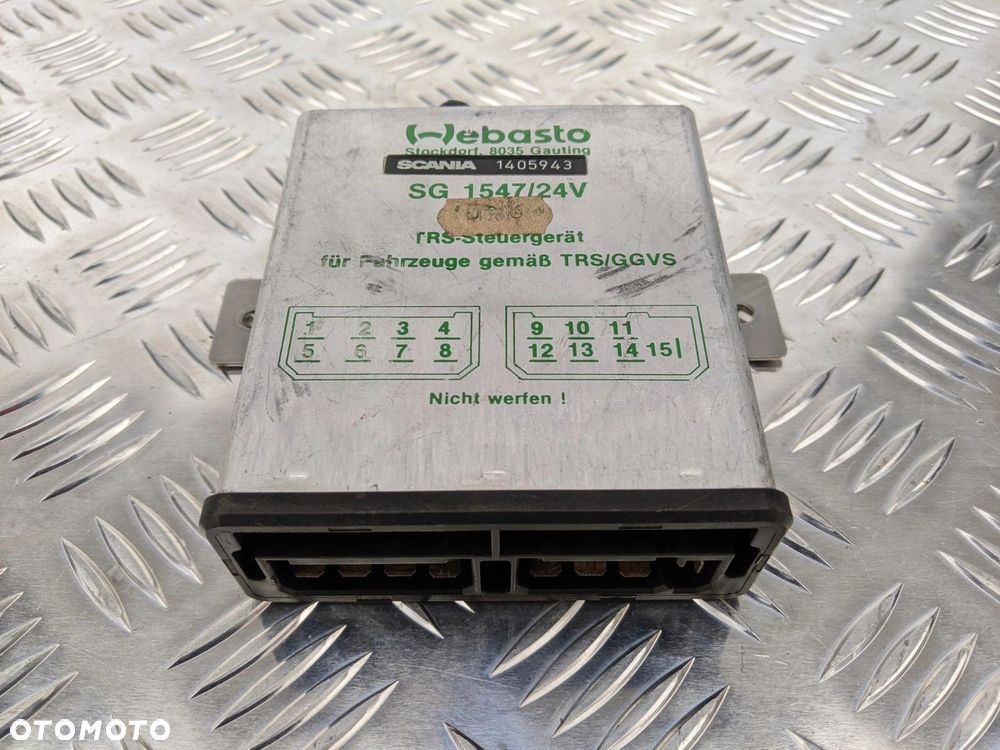 Webasto
Stockdorf, 8035 Gauting
SCANIA 1405943
SG 1547/24V
TRS-Steuergerät
für Fahrzeuge gemäß TRS/GGVS
1 2 3 4
5 6 7 8
9 10 11
12 13 14 15
Nicht werfen !
OTOMOTO